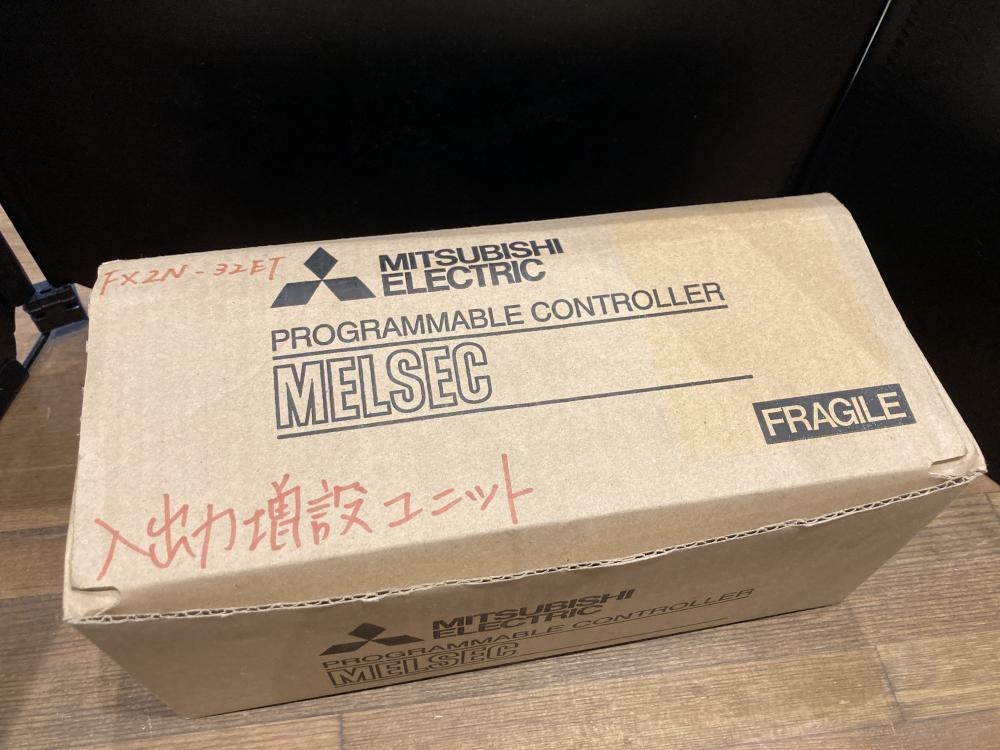 FX2N-32ET
MITSUBISHI
ELECTRIC
PROGRAMMABLE CONTROLLER
MELSEC
FRAGILE
入出力増設ユニット
MITSUBISHI
ELECTRIC
PROGRAMMABLE CONTROLLER
MELSEC